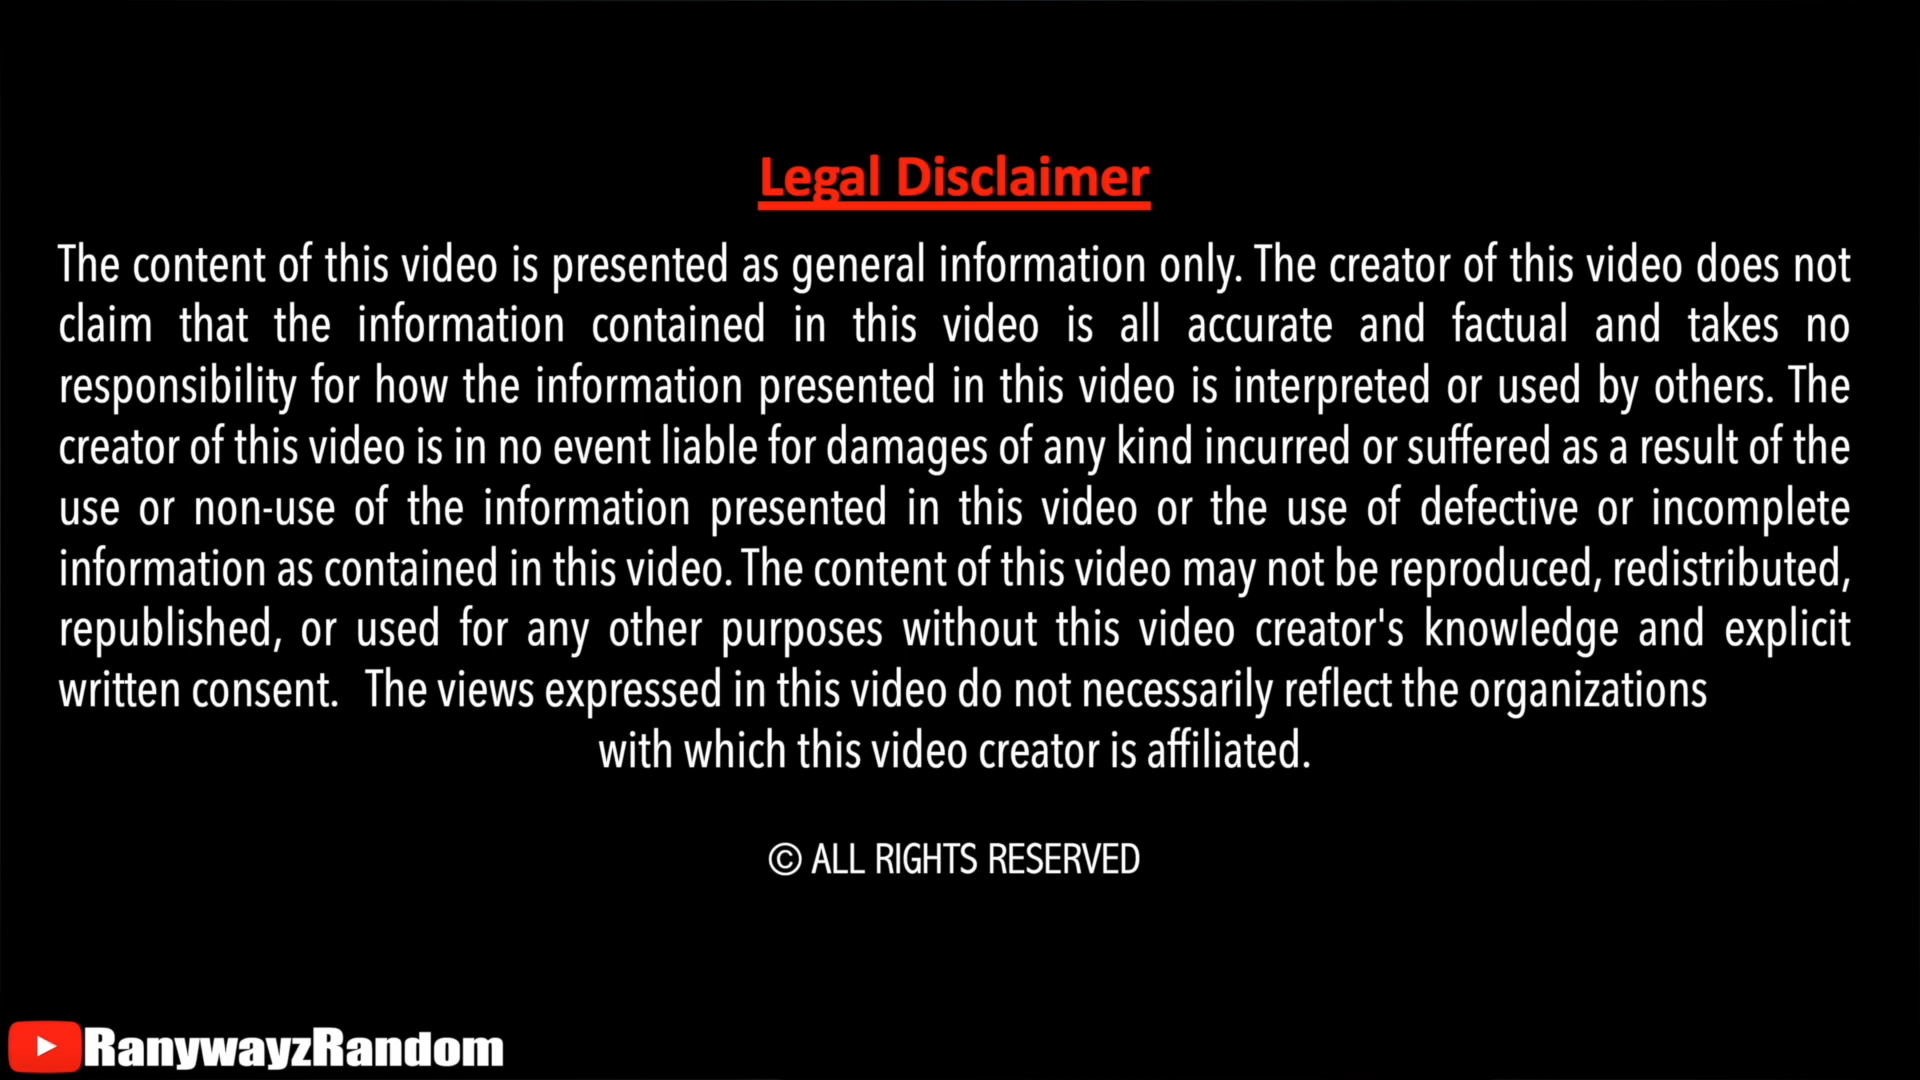 Legal Disclaimer
The content of this video is presented as general information only. The creator of this video does not
claim that the information contained in this video is all accurate and factual and takes no
responsibility for how the information presented in this video is interpreted or used by others. The
creator of this video is in no event liable for damages of any kind incurred or suffered as a result of the
use or non-use of the information presented in this video or the use of defective or incomplete
information as contained in this video. The content of this video may not be reproduced, redistributed,
republished, or used for any other purposes without this video creator's knowledge and explicit
written consent.  The views expressed in this video do not necessarily reflect the organizations
with which this video creator is affiliated.
© ALL RIGHTS RESERVED
RanywayzRandom